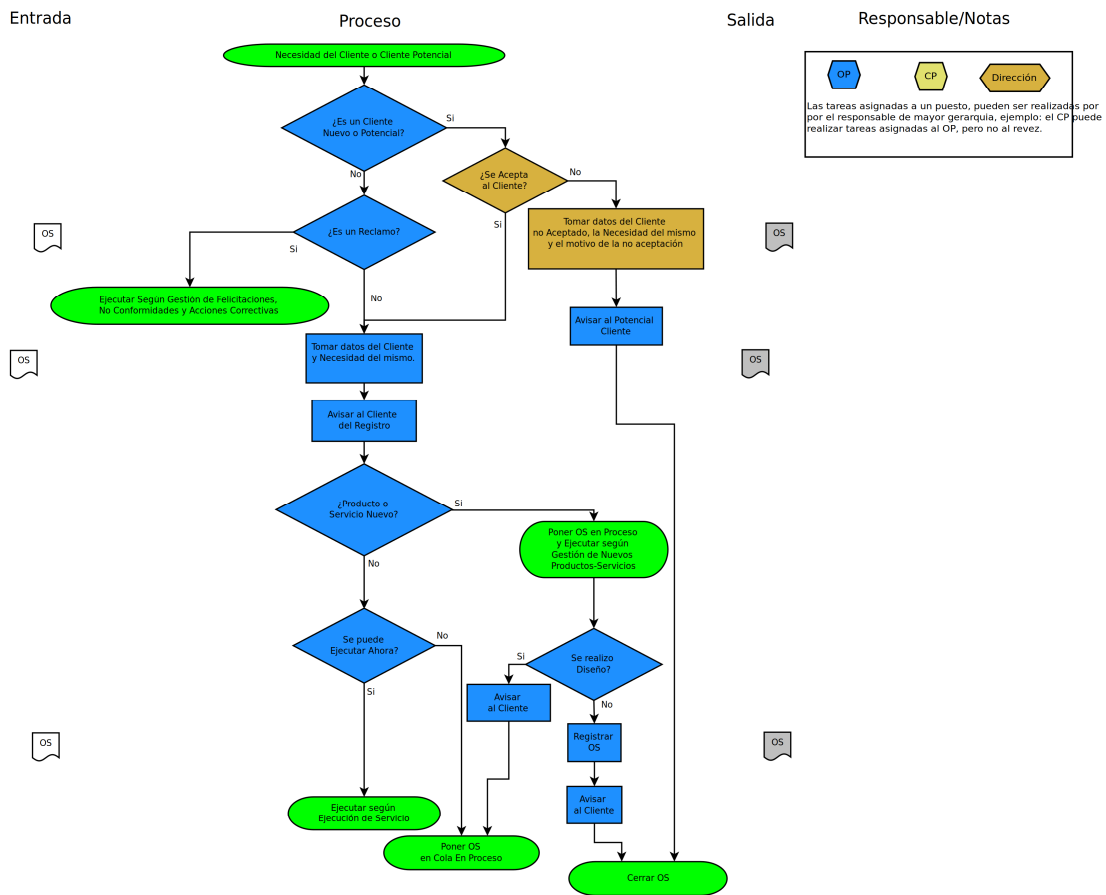 Entrada
Proceso
Salida
Responsable/Notas
Necesidad del Cliente o Cliente Potencial
OP
CP
Dirección
Las tareas asignadas a un puesto, pueden ser realizadas por
por el responsable de mayor gerarquia, ejemplo: el CP puede
realizar tareas asignadas al OP, pero no al revez.
¿Es un Cliente
Nuevo o Potencial?
Si
No
¿Se Acepta
al Cliente?
No
Si
¿Es un Reclamo?
Si
No
Tomar datos del Cliente
no Aceptado, la Necesidad del mismo
y el motivo de la no aceptación
OS
OS
Ejecutar Según Gestión de Felicitaciones,
No Conformidades y Acciones Correctivas
Avisar al Potencial
Cliente
Tomar datos del Cliente
y Necesidad del mismo.
OS
OS
Avisar al Cliente
del Registro
¿Producto o
Servicio Nuevo?
Si
No
Poner OS en Proceso
y Ejecutar según
Gestión de Nuevos
Productos-Servicios
Se puede
Ejecutar Ahora?
No
Si
Se realizo
Diseño?
Si
No
Avisar
al Cliente
Registrar
OS
OS
OS
Avisar
al Cliente
Ejecutar según
Ejecución de Servicio
Poner OS
en Cola En Proceso
Cerrar OS